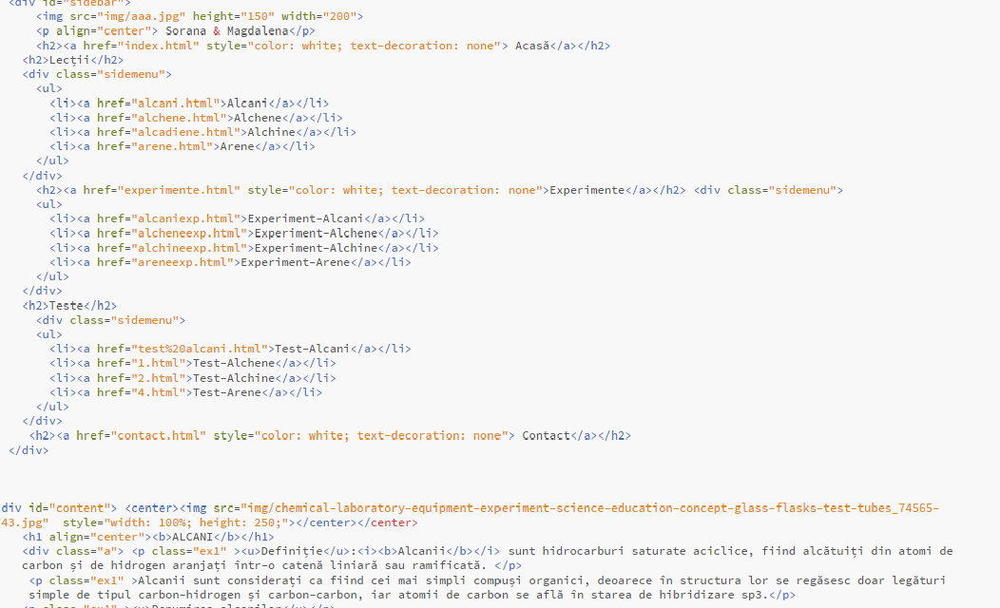 <div id="sidebar">
<img src="img/aaa.jpg" height="150" width="200">
<p align="center"> Sorana & Magdalena</p>
<h2><a href="index.html" style="color: white; text-decoration: none"> Acasă</a></h2>
<h2>Lecții</h2>
<div class="sidemenu">
<ul>
<li><a href="alcani.html">Alcani</a></li>
<li><a href="alchene.html">Alchene</a></li>
<li><a href="alcadiene.html">Alchine</a></li>
<li><a href="arene.html">Arene</a></li>
</ul>
</div>
<h2><a href="experimente.html" style="color: white; text-decoration: none">Experimente</a></h2> <div class="sidemenu">
<ul>
<li><a href="alcaniexp.html">Experiment-Alcani</a></li>
<li><a href="alcheneexp.html">Experiment-Alchene</a></li>
<li><a href="alchineexp.html">Experiment-Alchine</a></li>
<li><a href="areneexp.html">Experiment-Arene</a></li>
</ul>
</div>
<h2>Teste</h2>
<div class="sidemenu">
<ul>
<li><a href="test%20alcani.html">Test-Alcani</a></li>
<li><a href="1.html">Test-Alchene</a></li>
<li><a href="2.html">Test-Alchine</a></li>
<li><a href="4.html">Test-Arene</a></li>
</ul>
</div>
<h2><a href="contact.html" style="color: white; text-decoration: none"> Contact</a></h2>
</div>
div id="content"> <center><img src="img/chemical-laboratory-equipment-experiment-science-education-concept-glass-flasks-test-tubes_74565-
43.jpg"  style="width: 100%; height: 250;"></center></center>
<h1 align="center"><b>ALCANI</b></h1>
<div class="a"> <p class="ex1" ><u>Definiție</u>:<i><b>Alcanii</b></i> sunt hidrocarburi saturate aciclice, fiind alcătuiți din atomi de
carbon și de hidrogen aranjați într-o catenă liniară sau ramificată. </p>
<p class="ex1" >Alcanii sunt considerați ca fiind cei mai simpli compuși organici, deoarece în structura lor se regăsesc doar legături
simple de tipul carbon-hidrogen și carbon-carbon, iar atomii de carbon se află în starea de hibridizare sp3.</p>
<p class="ex1" ><u>Denumirea alcanilor</u></p>